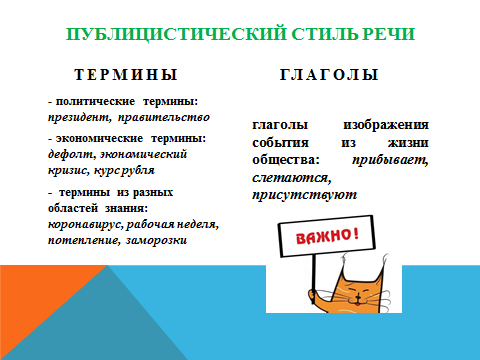 ПУБЛИЦИСТИЧЕСКИЙ СТИЛЬ РЕЧИ
ТЕРМИНЫ
- политические термины:
президент, правительство
- экономические термины:
дефолт, экономический
кризис, курс рубля
- термины из разных
областей знания:
коронавирус, рабочая неделя,
потепление, заморозки
ГЛАГОЛЫ
глаголы изображения
события из жизни
общества: прибывает,
слетаются,
присутствуют
ВАЖНО!